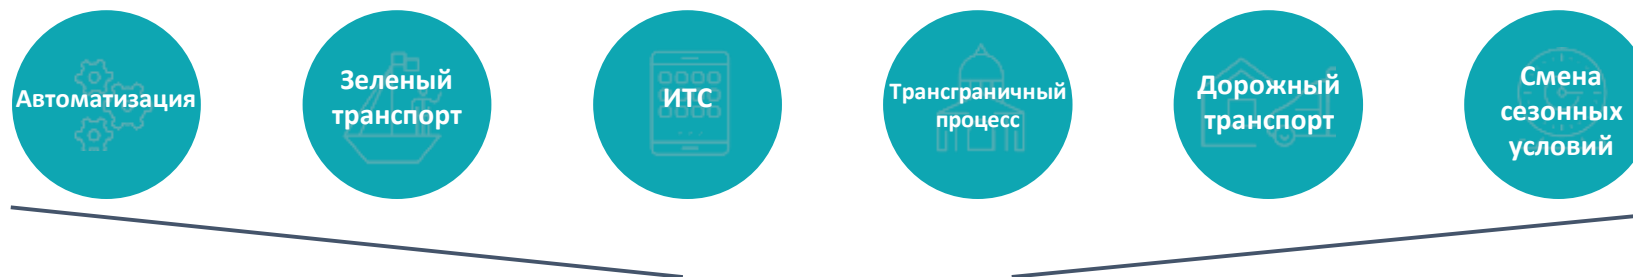 Автоматизация
Зеленый
транспорт
ИТС
Трансграничный
процесс
Дорожный
транспорт
Смена
сезонных
условий